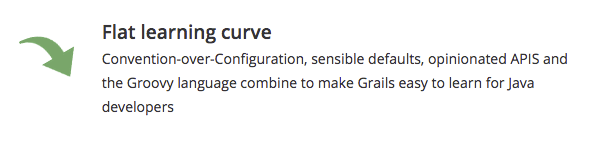 Flat learning curve
Convention-over-Configuration, sensible defaults, opinionated APIS and
the Groovy language combine to make Grails easy to learn for Java
developers